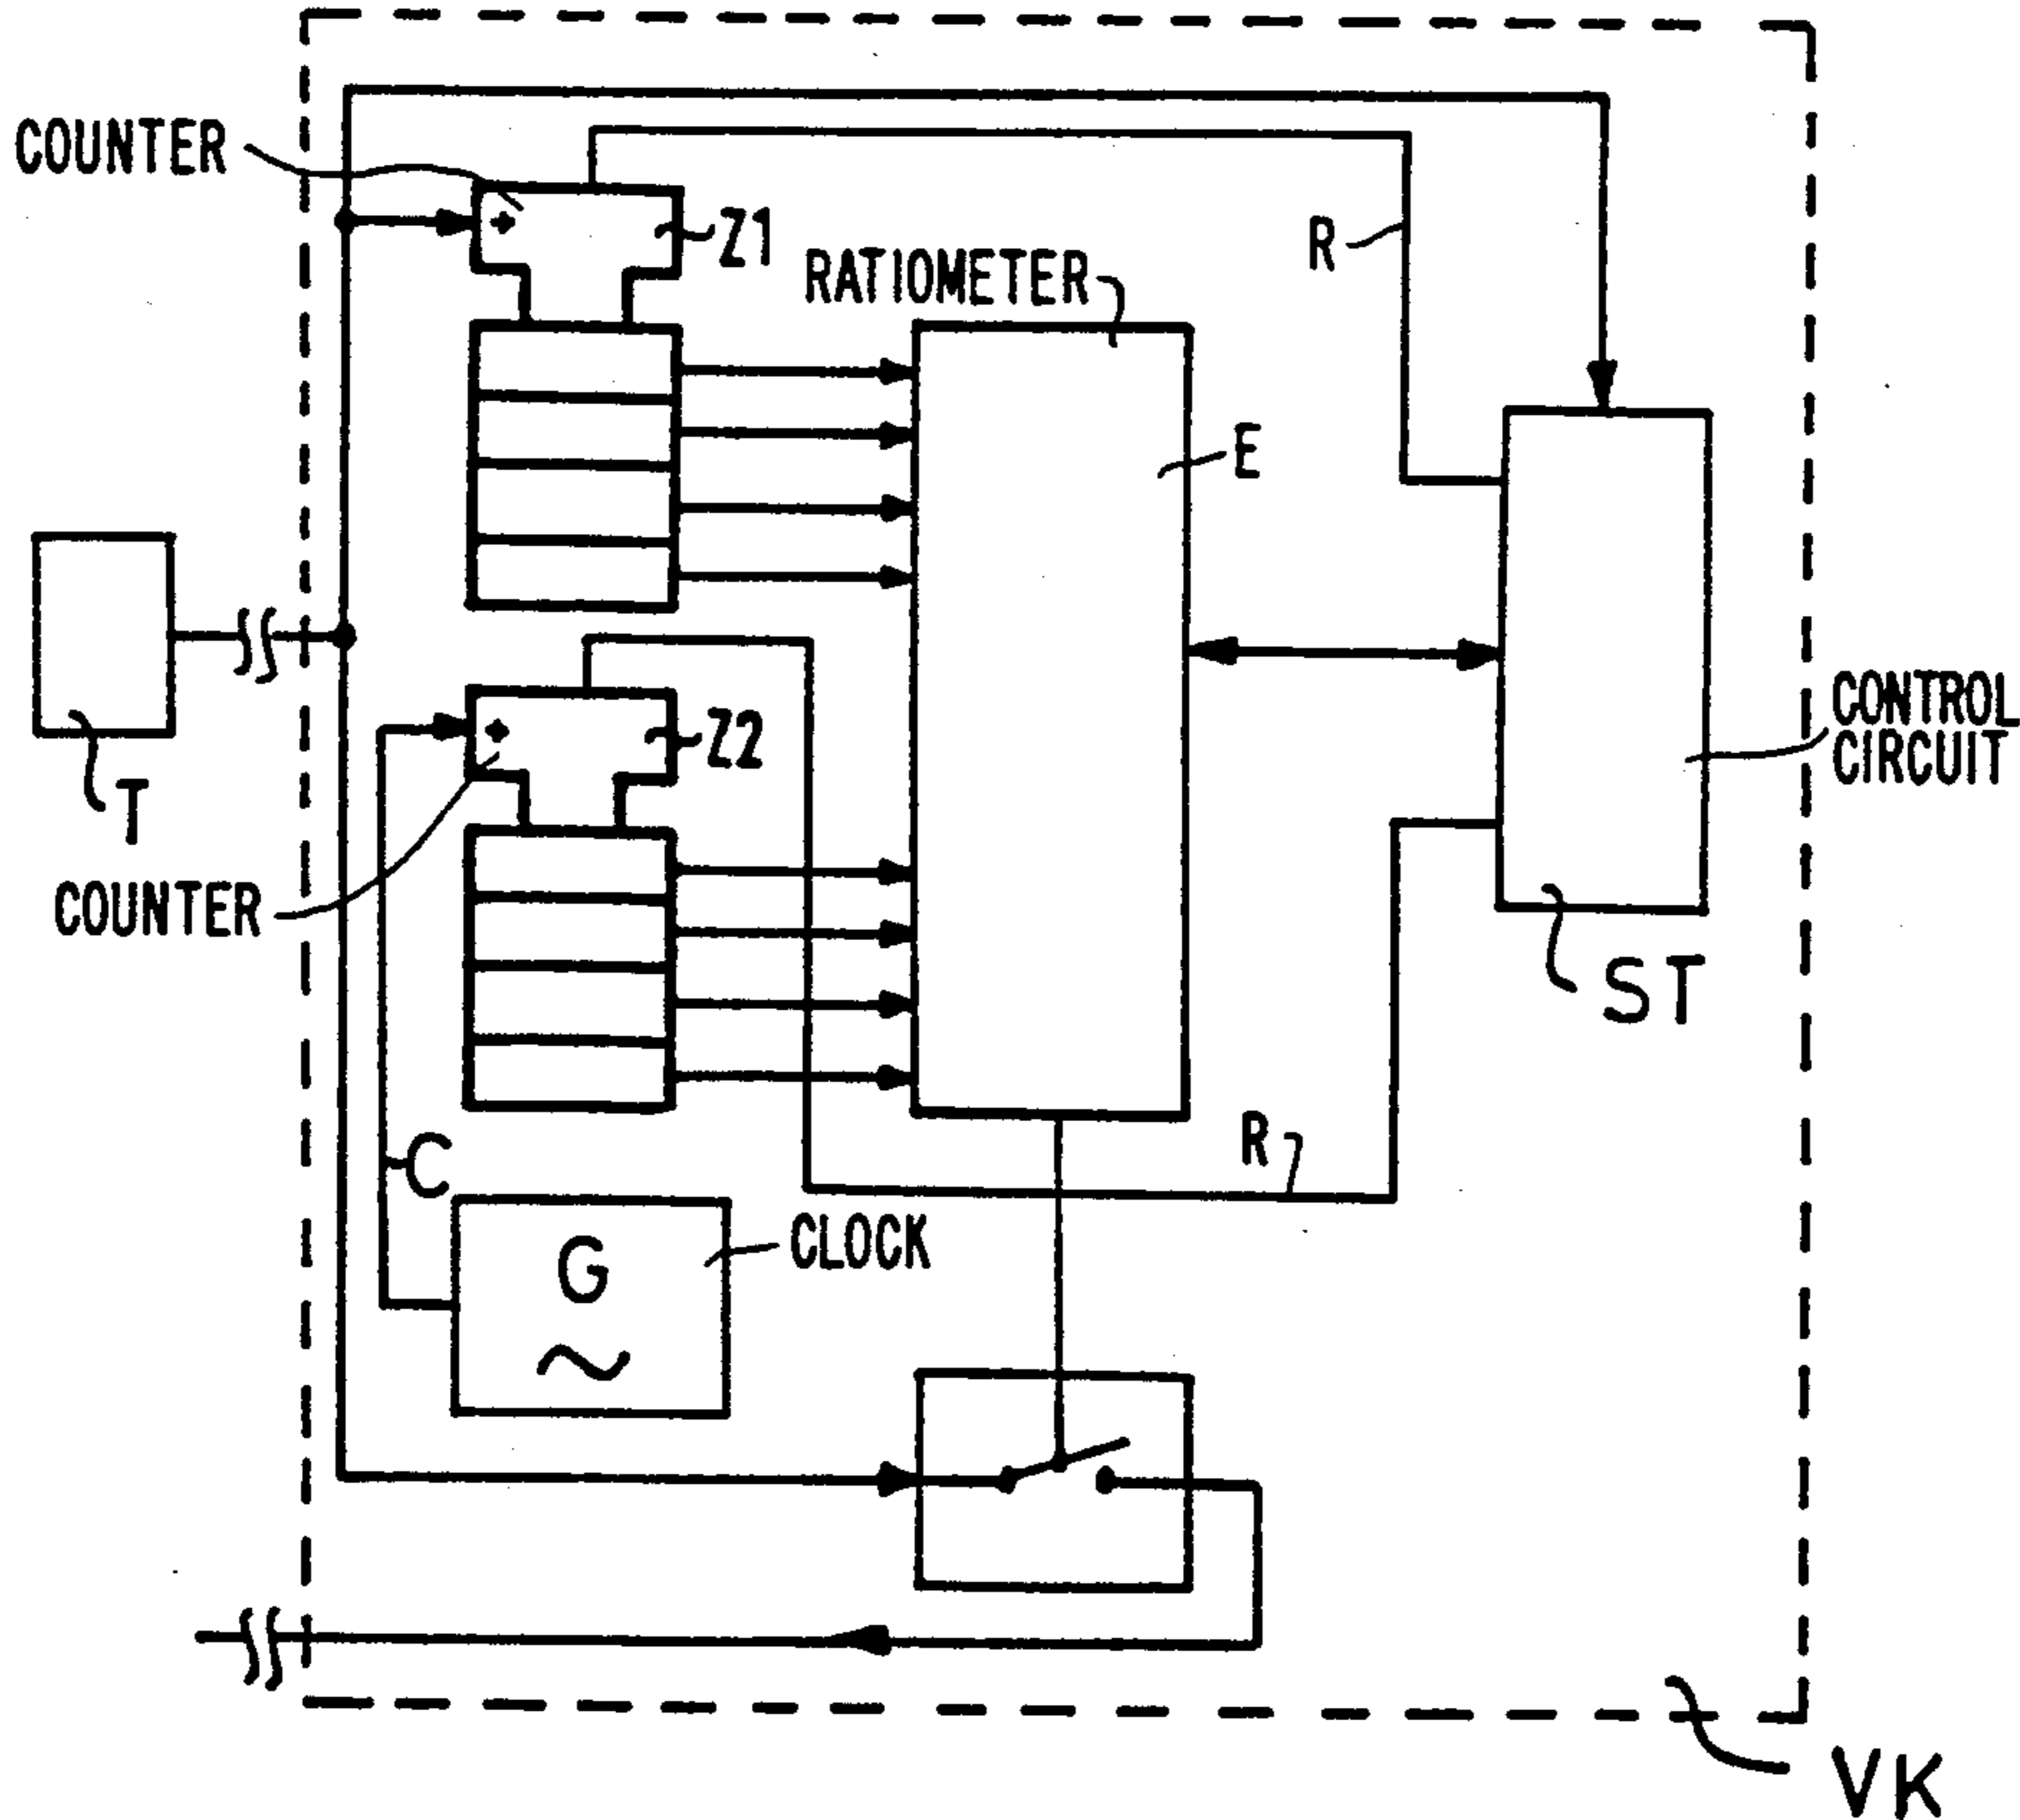 COUNTER
Z1
R
RATIOMETER
E
T
Z2
CONTROL
CIRCUIT
COUNTER
ST
C
R
CLOCK
G
VK